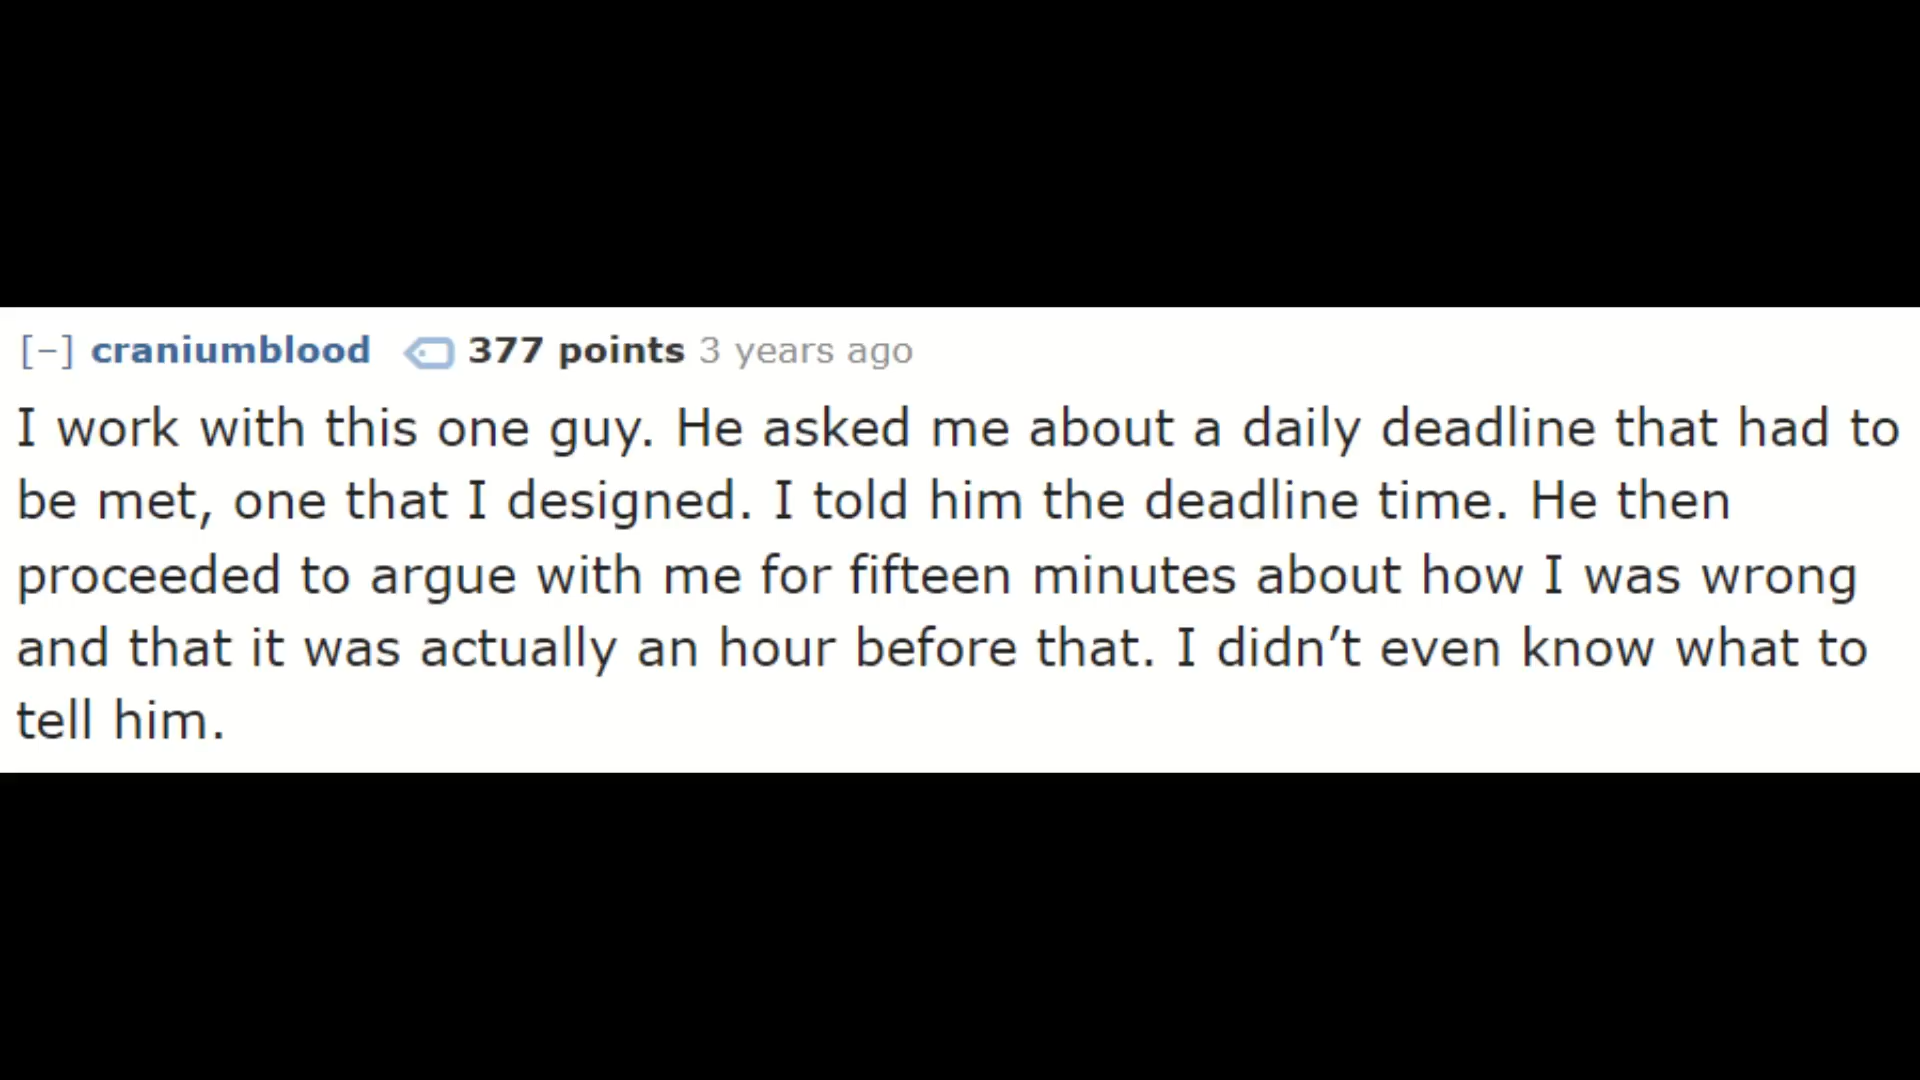 [–] craniumblood 377 points 3 years ago
I work with this one guy. He asked me about a daily deadline that had to
be met, one that I designed. I told him the deadline time. He then
proceeded to argue with me for fifteen minutes about how I was wrong
and that it was actually an hour before that. I didn’t even know what to
tell him.